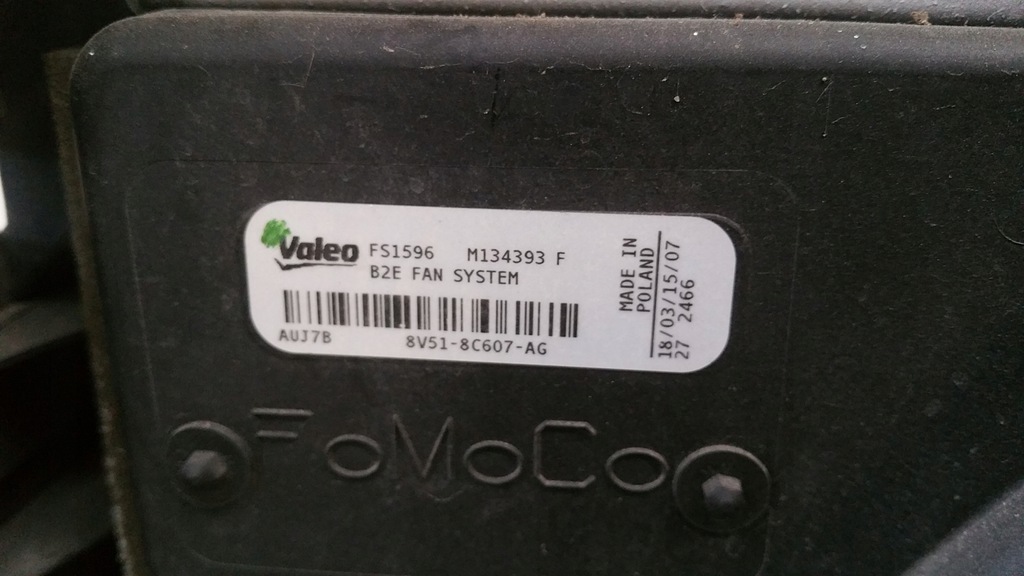 Valeo FS1596 M134393 F
B2E FAN SYSTEM
AUJ7B 8V51-8C607-AG
MADE IN
POLAND
18/03/15/07
27 2466
FoMoCo